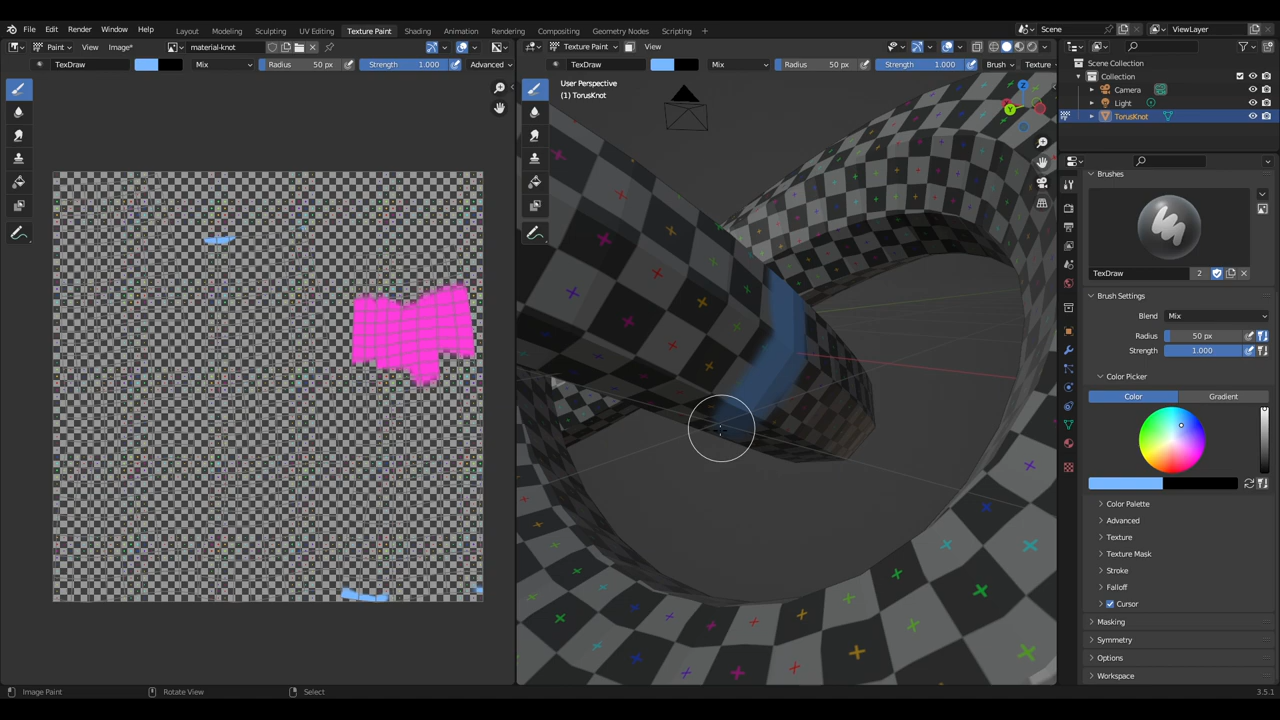 File Edit Render Window Help Layout Modeling Sculpting UV Editing Texture Paint Shading Animation Rendering Compositing Geometry Nodes Scripting + Scene ViewLayer
Paint View Image* material-knot Texture Paint View
TexDraw Mix Radius 50 px Strength 1.000 Advanced TexDraw Mix Radius 50 px Strength 1.000 Brush Texture
User Perspective
(1) TorusKnot
Scene Collection
Collection
Camera
Light
TorusKnot
Brushes
TexDraw 2
Brush Settings
Blend Mix
Radius 50 px
Strength 1.000
Color Picker
Color Gradient
Color Palette
Advanced
Texture
Texture Mask
Stroke
Falloff
Cursor
Masking
Symmetry
Options
Workspace
Image Paint Rotate View Select 3.5.1